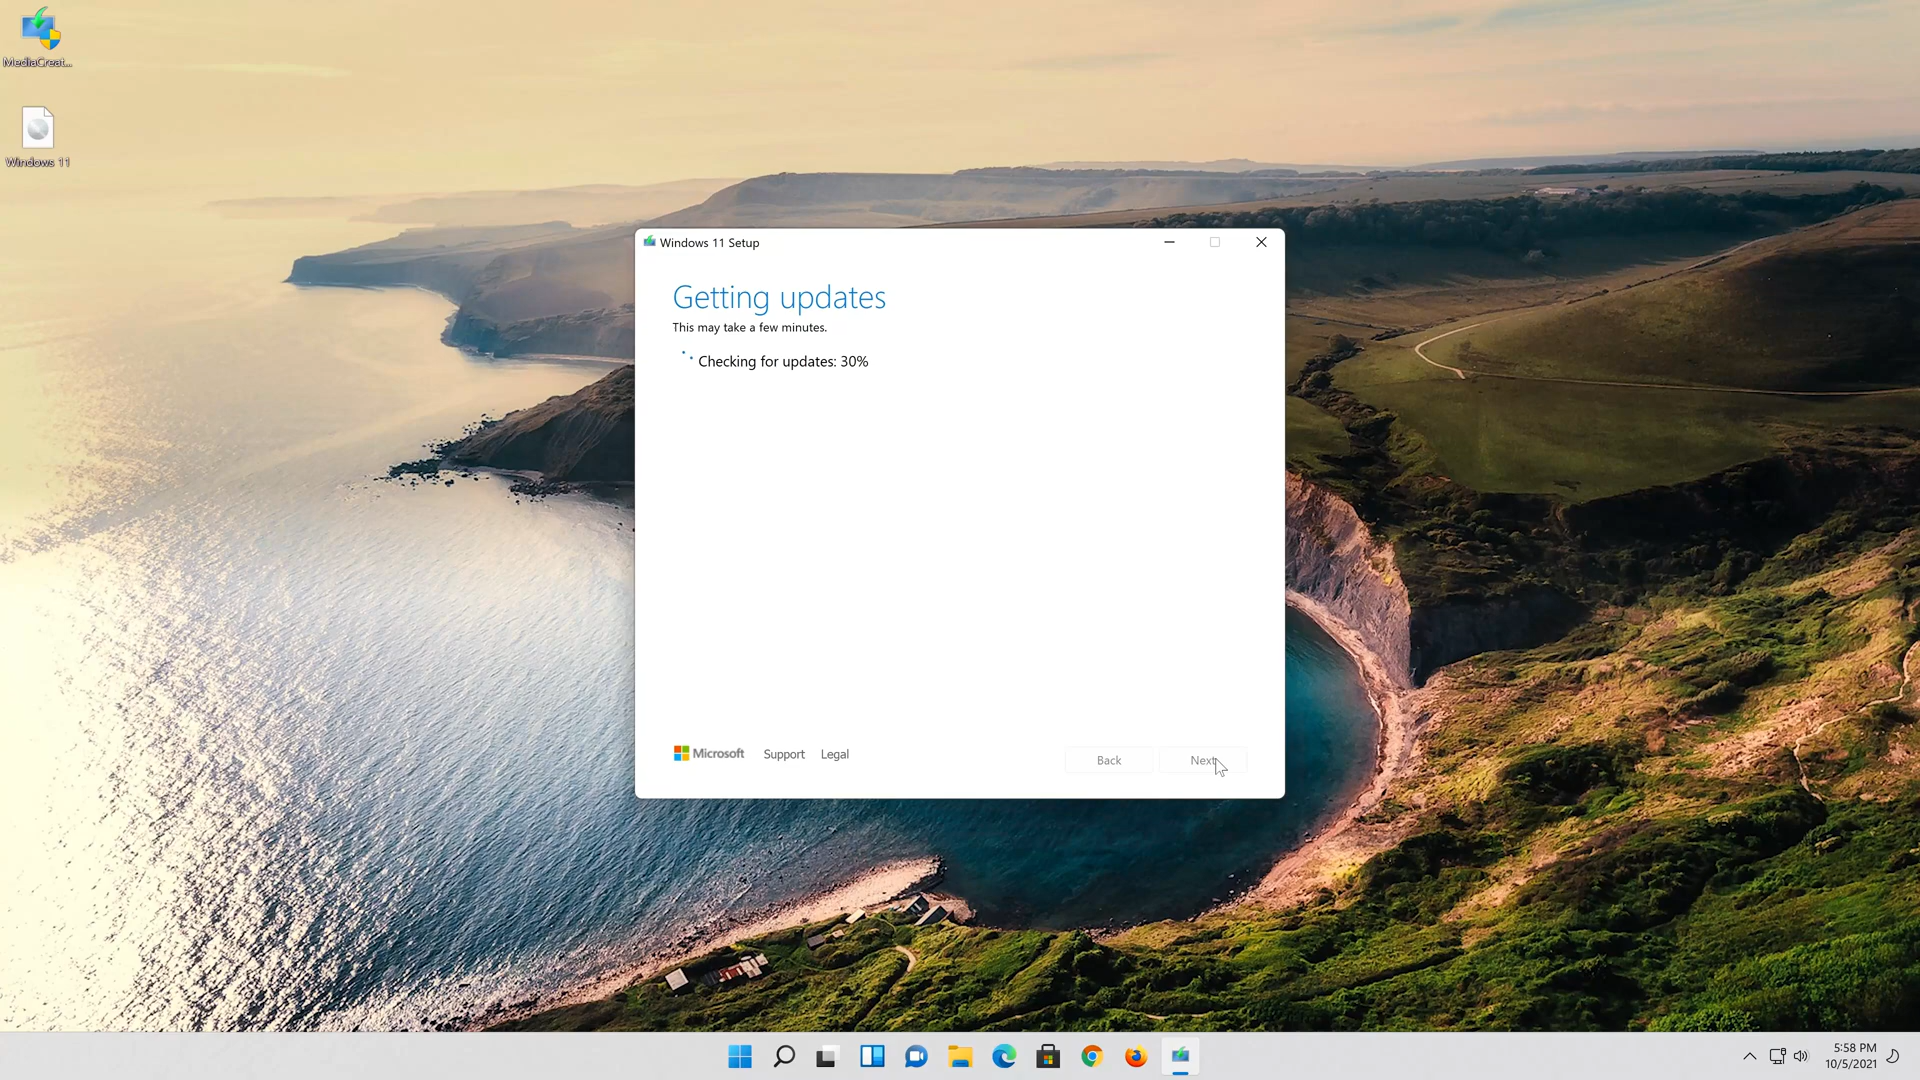 MediaCreat...
Windows 11
Windows 11 Setup
Getting updates
This may take a few minutes.
Checking for updates: 30%
Microsoft
Support
Legal
Back
Next
5:58 PM
10/5/2021